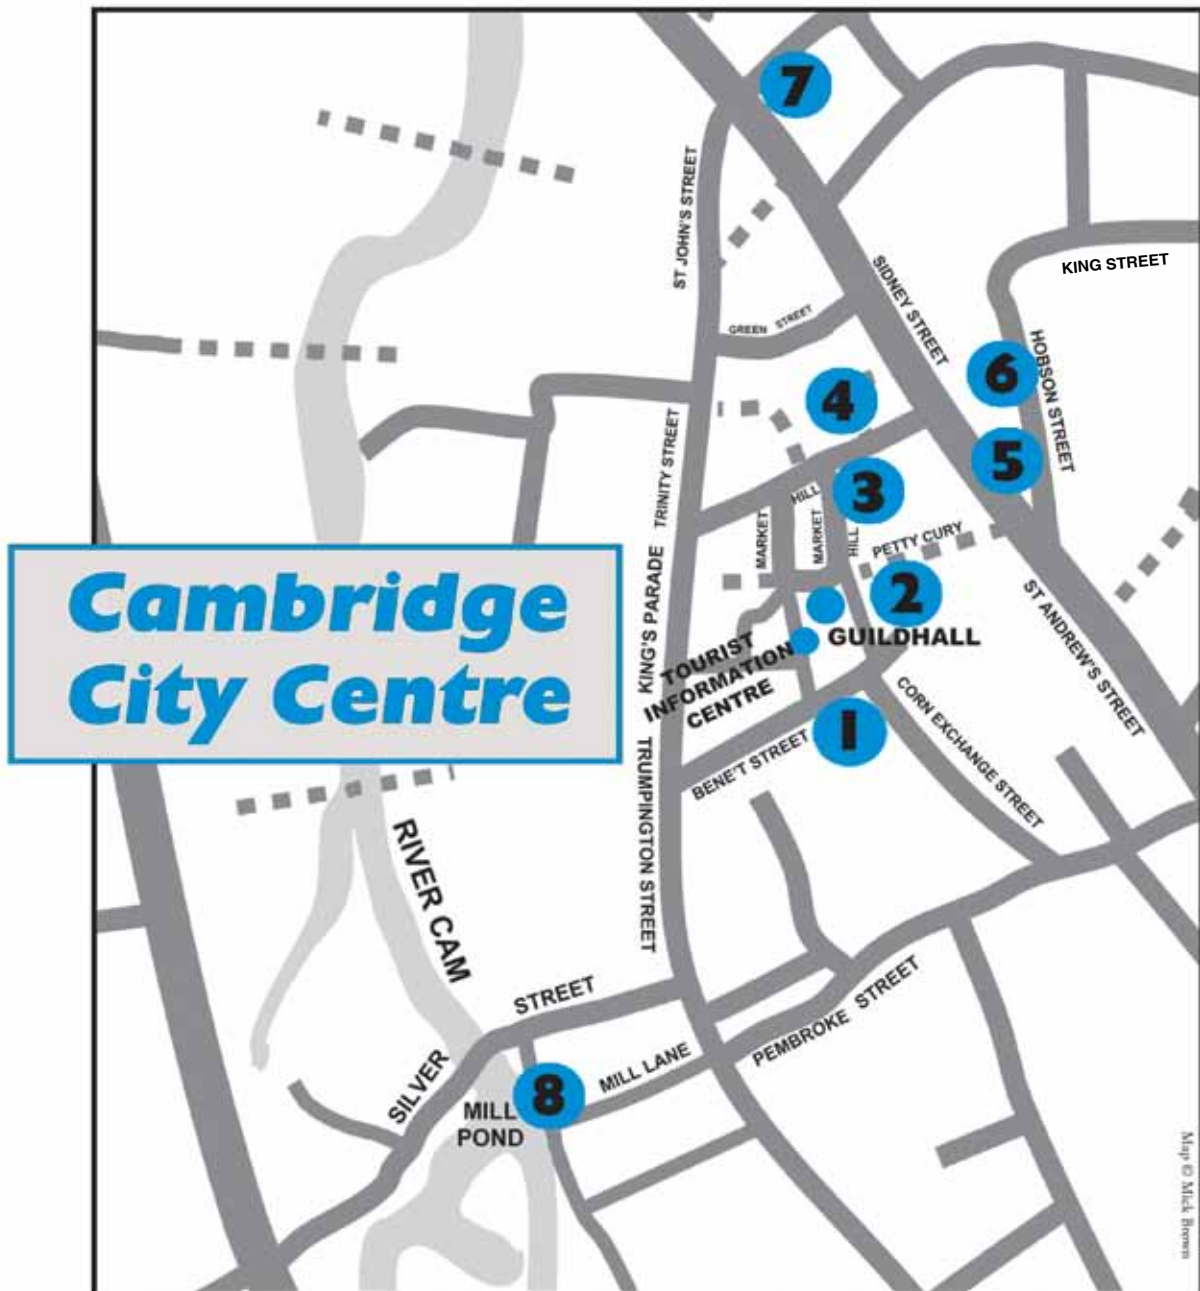 7
ST JOHN'S STREET
KING STREET
SIDNEY STREET
GREEN STREET
6
HOBSON STREET
4
5
TRINITY STREET
HILL
3
MARKET
MARKET
HILL
PETTY CURY
Cambridge
City Centre
KING'S PARADE
2
GUILDHALL
TOURIST
INFORMATION
CENTRE
ST ANDREW'S STREET
CORN EXCHANGE STREET
1
BENE'T STREET
TRUMPINGTON STREET
RIVER CAM
SILVER STREET
PEMBROKE STREET
MILL LANE
8
MILL
POND
Map © Mick Brown